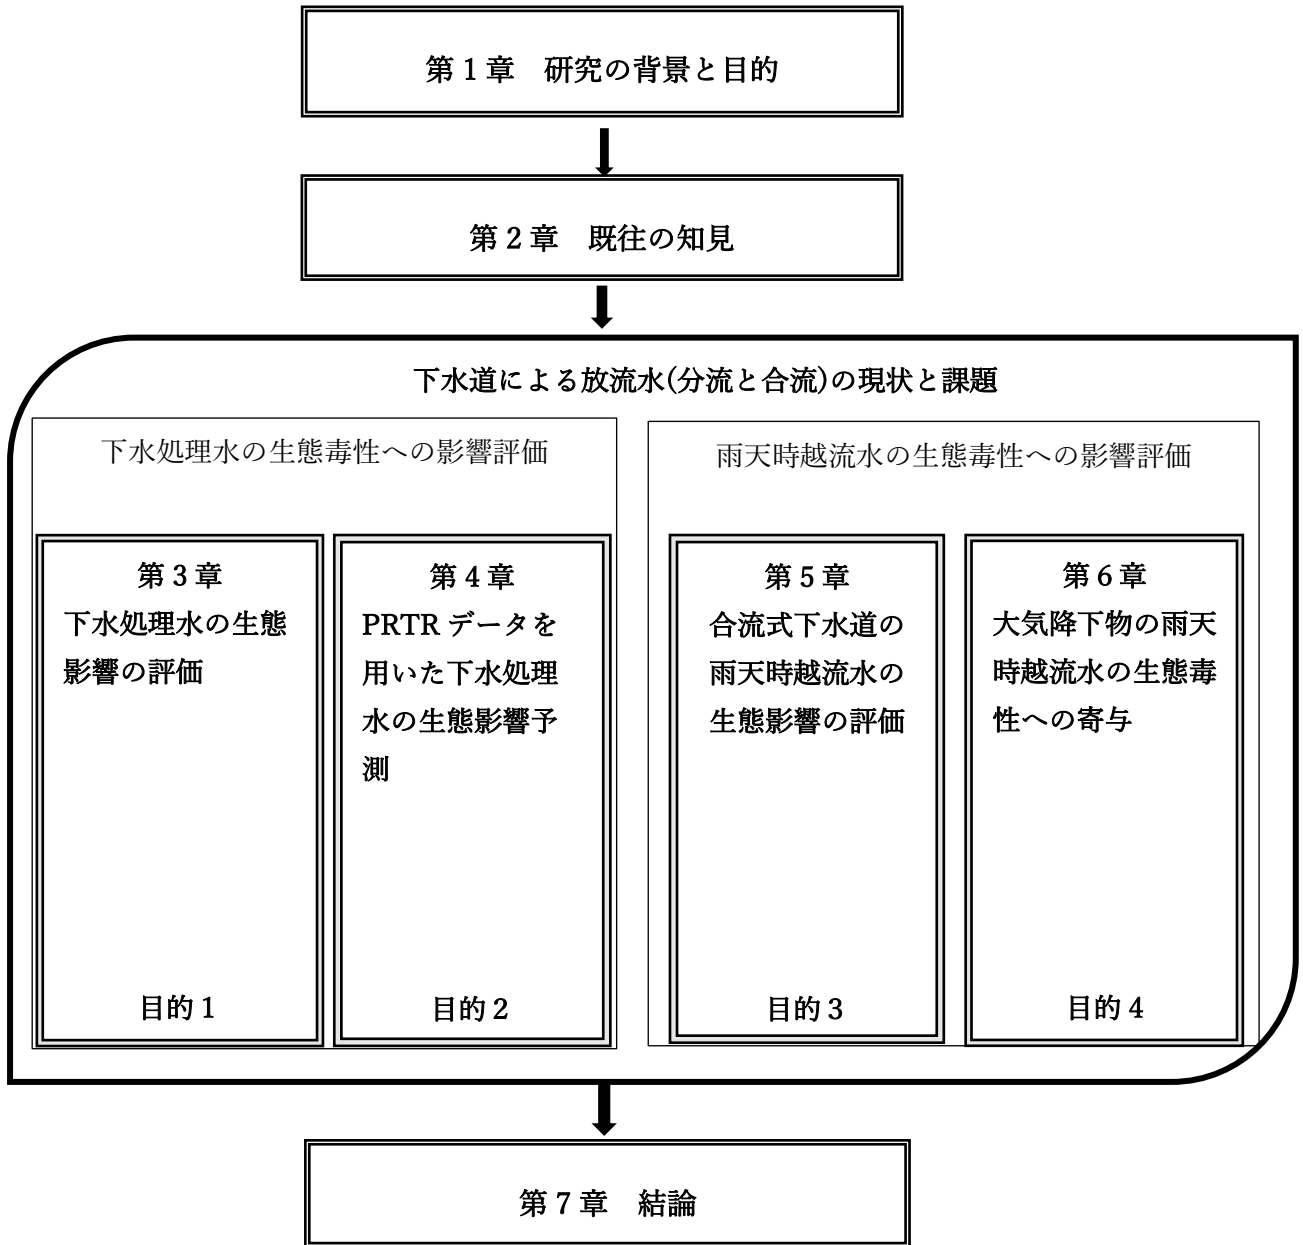 第1章　研究の背景と目的
第2章　既往の知見
下水道による放流水(分流と合流)の現状と課題
下水処理水の生態毒性への影響評価
第3章
下水処理水の生態
影響の評価
目的1
第4章
PRTRデータを
用いた下水処理
水の生態影響予
測
目的2
雨天時越流水の生態毒性への影響評価
第5章
合流式下水道の
雨天時越流水の
生態影響の評価
目的3
第6章
大気降下物の雨天
時越流水の生態毒
性への寄与
目的4
第7章　結論